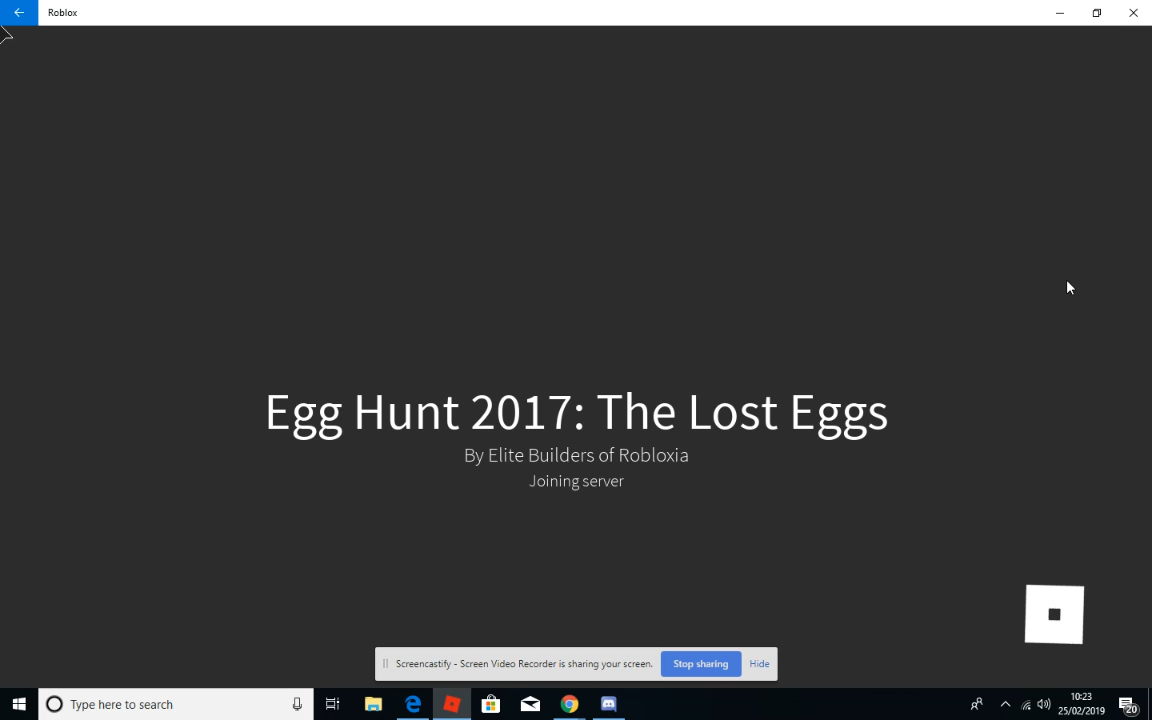 Roblox
Egg Hunt 2017: The Lost Eggs
By Elite Builders of Robloxia
Joining server
Screencastify - Screen Video Recorder is sharing your screen.
Stop sharing
Hide
Type here to search
10:23
25/02/2019
20